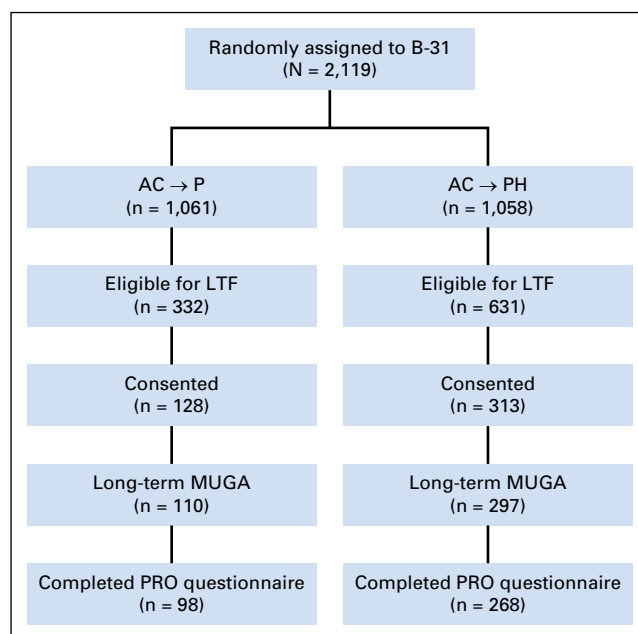 Randomly assigned to B-31
(N = 2,119)
AC → P
(n = 1,061)
AC → PH
(n = 1,058)
Eligible for LTF
(n = 332)
Eligible for LTF
(n = 631)
Consented
(n = 128)
Consented
(n = 313)
Long-term MUGA
(n = 110)
Long-term MUGA
(n = 297)
Completed PRO questionnaire
(n = 98)
Completed PRO questionnaire
(n = 268)